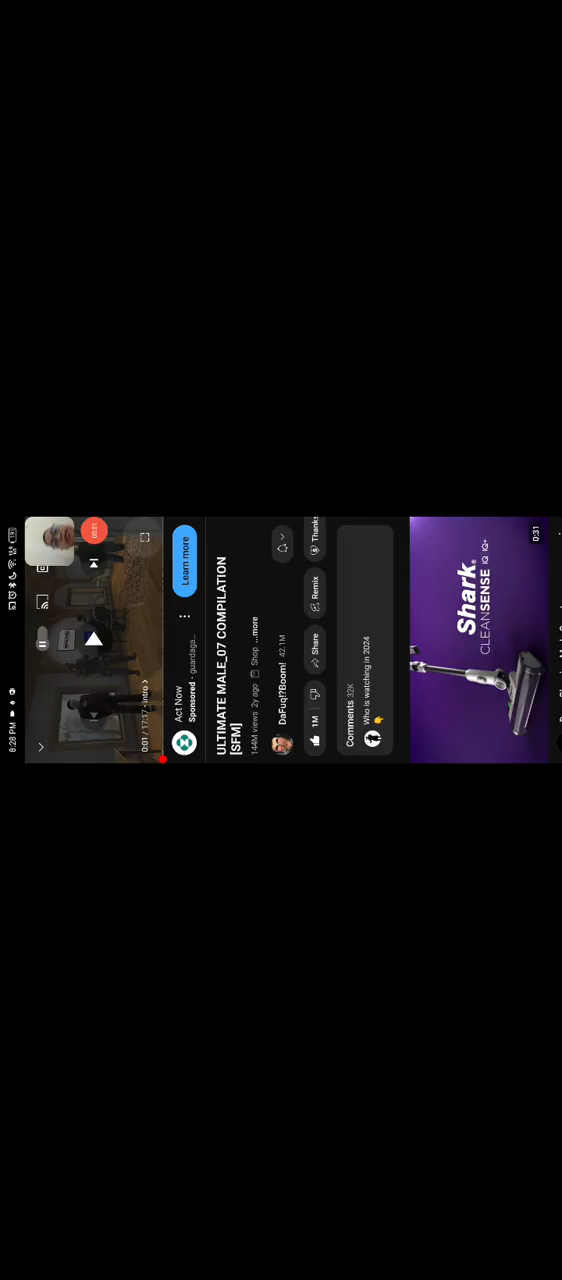 8:28 PM
00:21
0:01 / 17:17 · Intro >
Act Now
Sponsored · guardaga...
Learn more
ULTIMATE MALE_07 COMPILATION
[SFM]
144M views 2y ago Shop ...more
DaFuq!?Boom! 42.1M
1M
Share
Remix
Thanks
Comments 32K
Who is watching in 2024 👇
Shark®
CLEANSENSE IQ IQ+
0:31